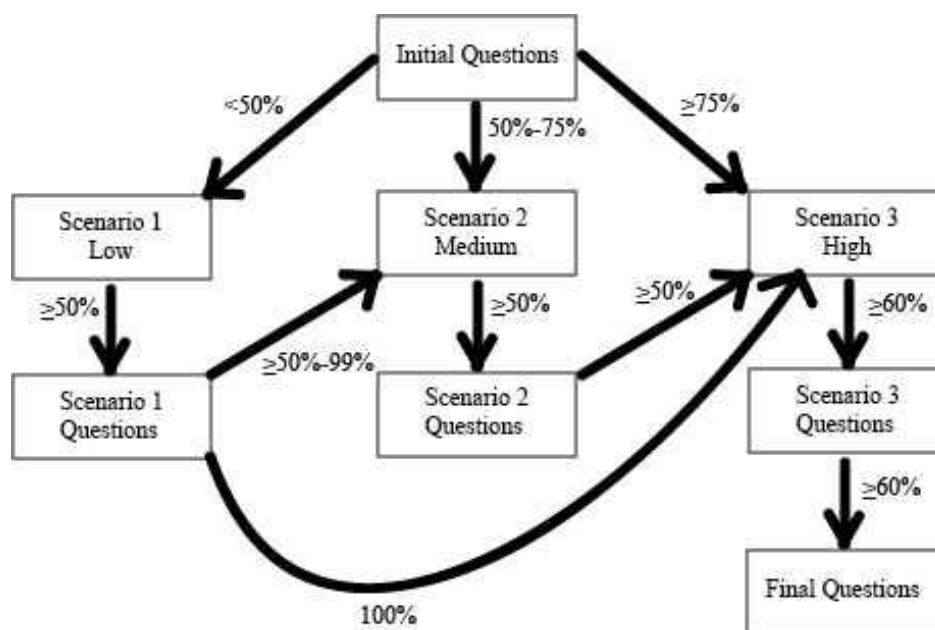 Initial Questions
<50%
50%-75%
≥75%
Scenario 1
Low
Scenario 2
Medium
Scenario 3
High
≥50%
≥50%
≥50%
≥60%
≥50%-99%
Scenario 1
Questions
Scenario 2
Questions
Scenario 3
Questions
≥60%
Final Questions
100%